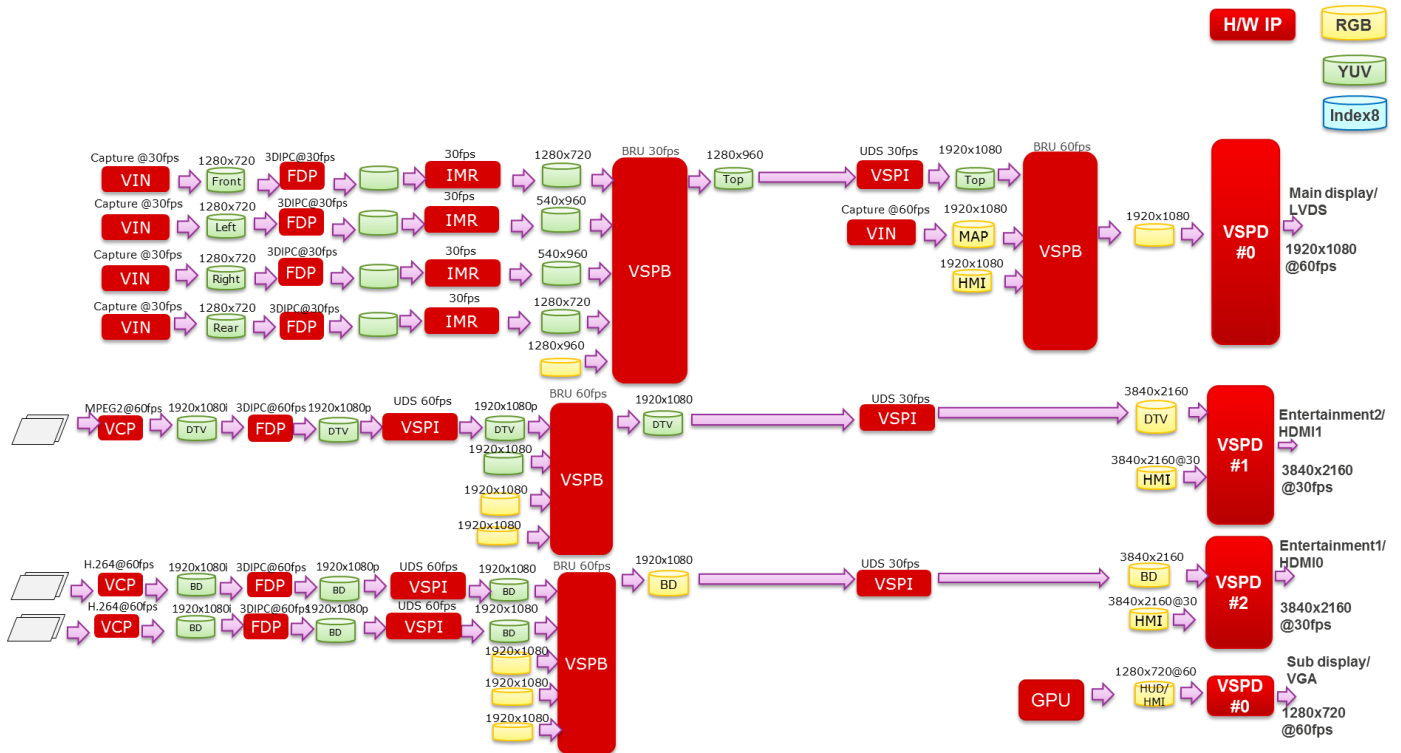 H/W IP
RGB
YUV
Index8
Capture @30fps
VIN
1280x720
Front
3DIPC@30fps
FDP
30fps
IMR
1280x720
BRU 30fps
VSPB
1280x960
Top
UDS 30fps
VSPI
1920x1080
Top
BRU 60fps
VSPB
Capture @30fps
VIN
1280x720
Left
3DIPC@30fps
FDP
30fps
IMR
540x960
Capture @60fps
VIN
1920x1080
MAP
1920x1080
HMI
1920x1080
VSPD
#0
Main display/
LVDS
1920x1080
@60fps
Capture @30fps
VIN
1280x720
Right
3DIPC@30fps
FDP
30fps
IMR
540x960
Capture @30fps
VIN
1280x720
Rear
3DIPC@30fps
FDP
30fps
IMR
1280x720
1280x960
MPEG2@60fps
VCP
1920x1080i
DTV
3DIPC@60fps
FDP
1920x1080p
DTV
UDS 60fps
VSPI
1920x1080p
DTV
1920x1080
1920x1080
1920x1080
BRU 60fps
VSPB
1920x1080
DTV
UDS 30fps
VSPI
3840x2160
DTV
3840x2160@30
HMI
VSPD
#1
Entertainment2/
HDMI1
3840x2160
@30fps
H.264@60fps
VCP
1920x1080i
BD
3DIPC@60fps
FDP
1920x1080p
BD
UDS 60fps
VSPI
1920x1080
BD
BRU 60fps
VSPB
1920x1080
BD
UDS 30fps
VSPI
3840x2160
BD
3840x2160@30
HMI
VSPD
#2
Entertainment1/
HDMI0
3840x2160
@30fps
H.264@60fps
VCP
1920x1080i
BD
3DIPC@60fps
FDP
1920x1080p
BD
UDS 60fps
VSPI
1920x1080
BD
1920x1080
1920x1080
1920x1080
GPU
1280x720@60
HUD/
HMI
VSPD
#0
Sub display/
VGA
1280x720
@60fps